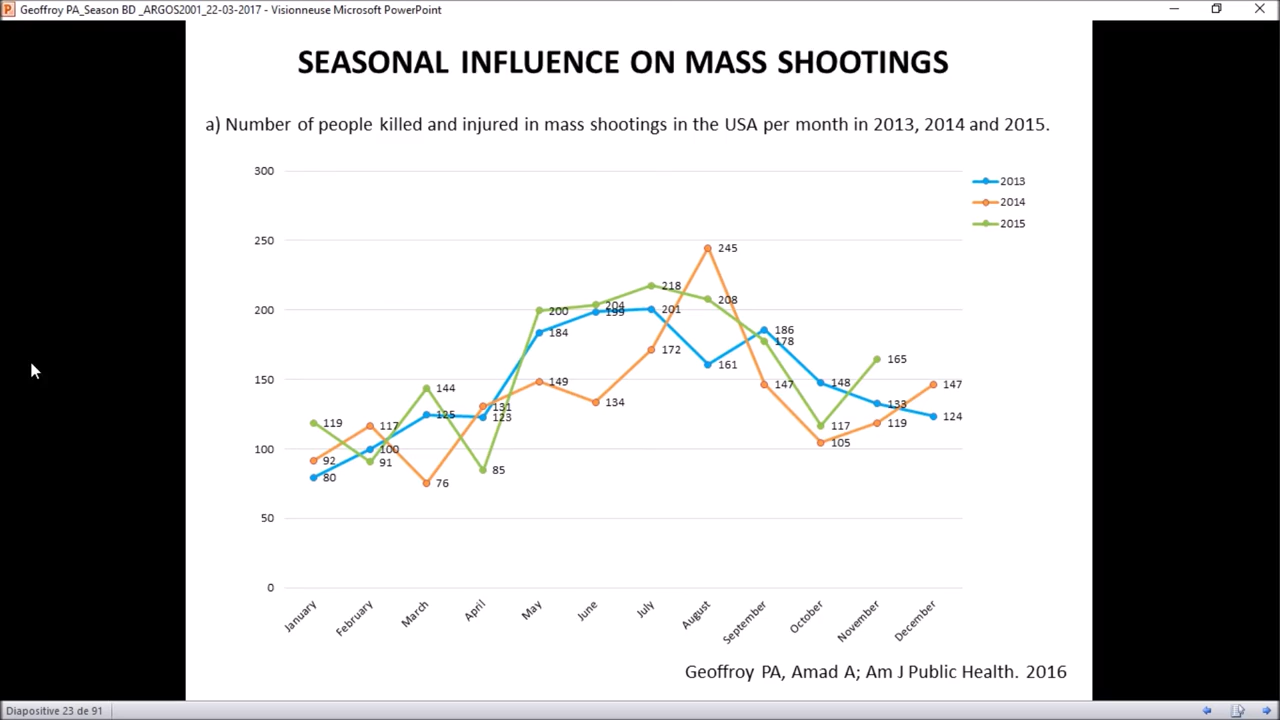 Geoffroy PA_Season BD _ARGOS2001_22-03-2017 - Visionneuse Microsoft PowerPoint
SEASONAL INFLUENCE ON MASS SHOOTINGS
a) Number of people killed and injured in mass shootings in the USA per month in 2013, 2014 and 2015.
300
250
200
150
100
50
0
2013
2014
2015
119
92
80
117
100
91
144
125
76
131
123
85
200
184
149
204
199
134
218
201
172
245
208
161
186
178
147
148
117
105
165
133
119
147
124
January
February
March
April
May
June
July
August
September
October
November
December
Geoffroy PA, Amad A; Am J Public Health. 2016
Diapositive 23 de 91